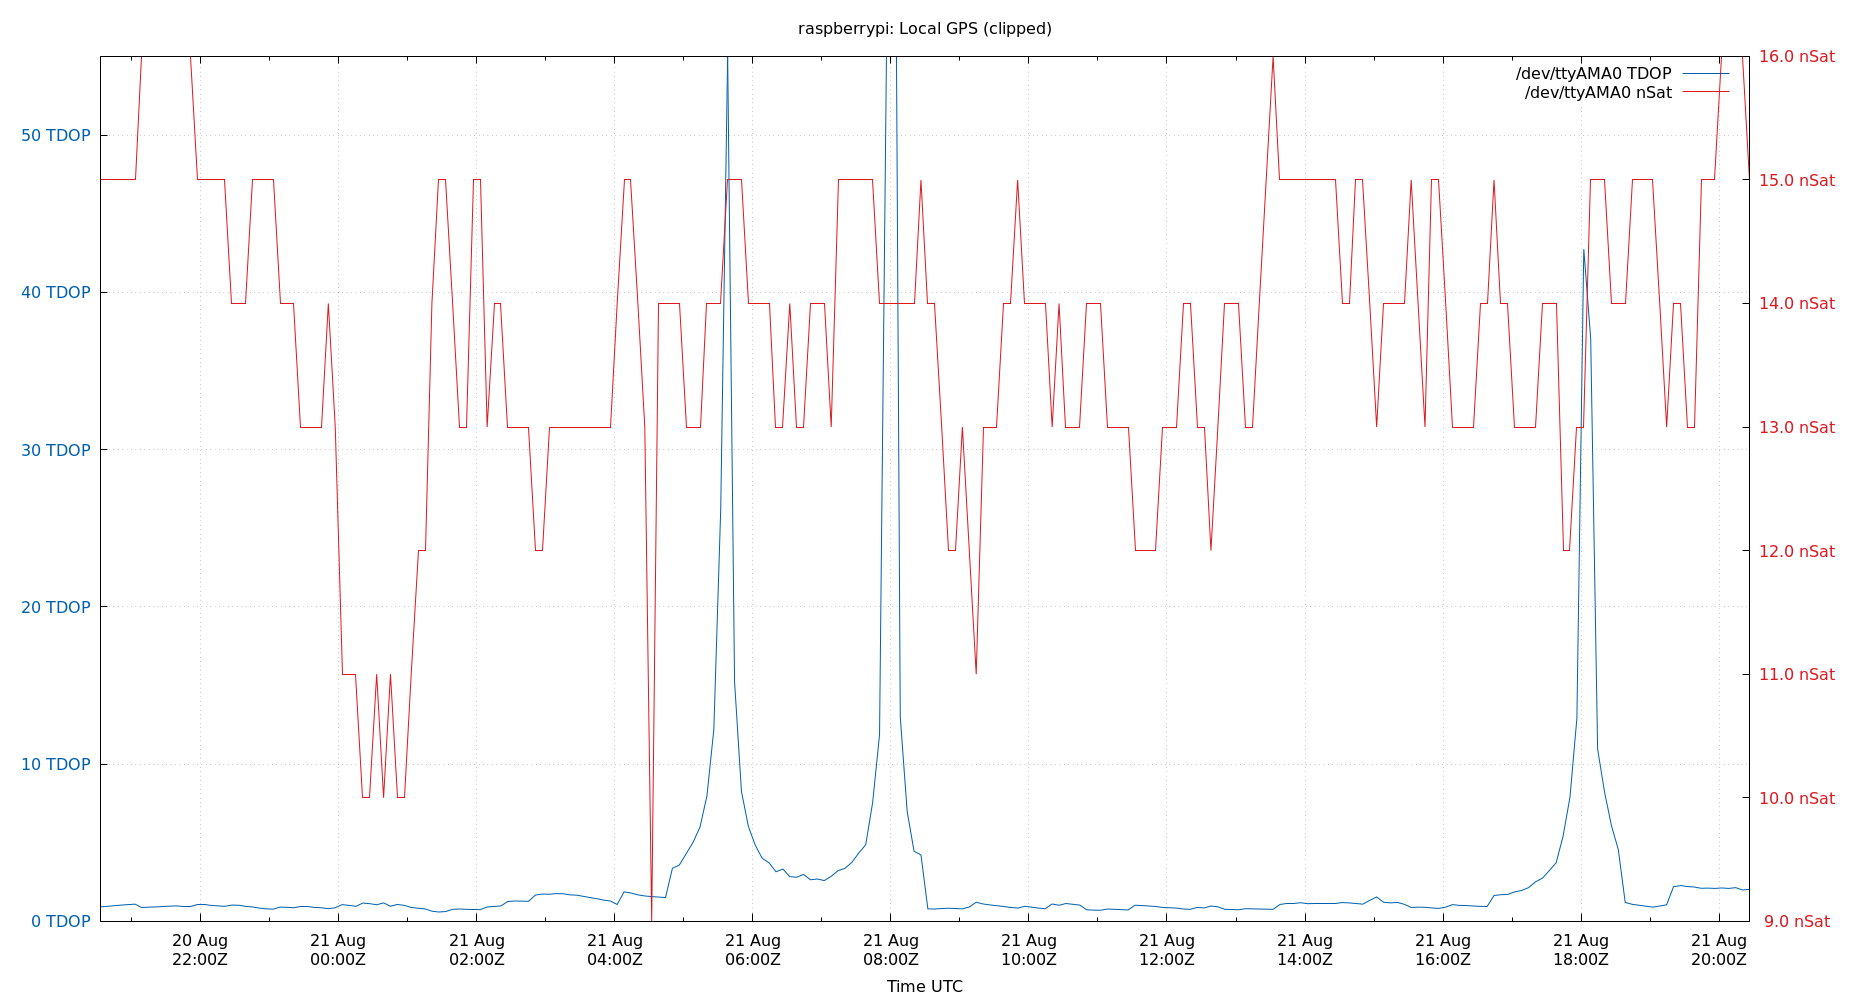 raspberrypi: Local GPS (clipped)
/dev/ttyAMA0 TDOP
/dev/ttyAMA0 nSat
50 TDOP
40 TDOP
30 TDOP
20 TDOP
10 TDOP
0 TDOP
16.0 nSat
15.0 nSat
14.0 nSat
13.0 nSat
12.0 nSat
11.0 nSat
10.0 nSat
9.0 nSat
20 Aug
22:00Z
21 Aug
00:00Z
21 Aug
02:00Z
21 Aug
04:00Z
21 Aug
06:00Z
21 Aug
08:00Z
21 Aug
10:00Z
21 Aug
12:00Z
21 Aug
14:00Z
21 Aug
16:00Z
21 Aug
18:00Z
21 Aug
20:00Z
Time UTC